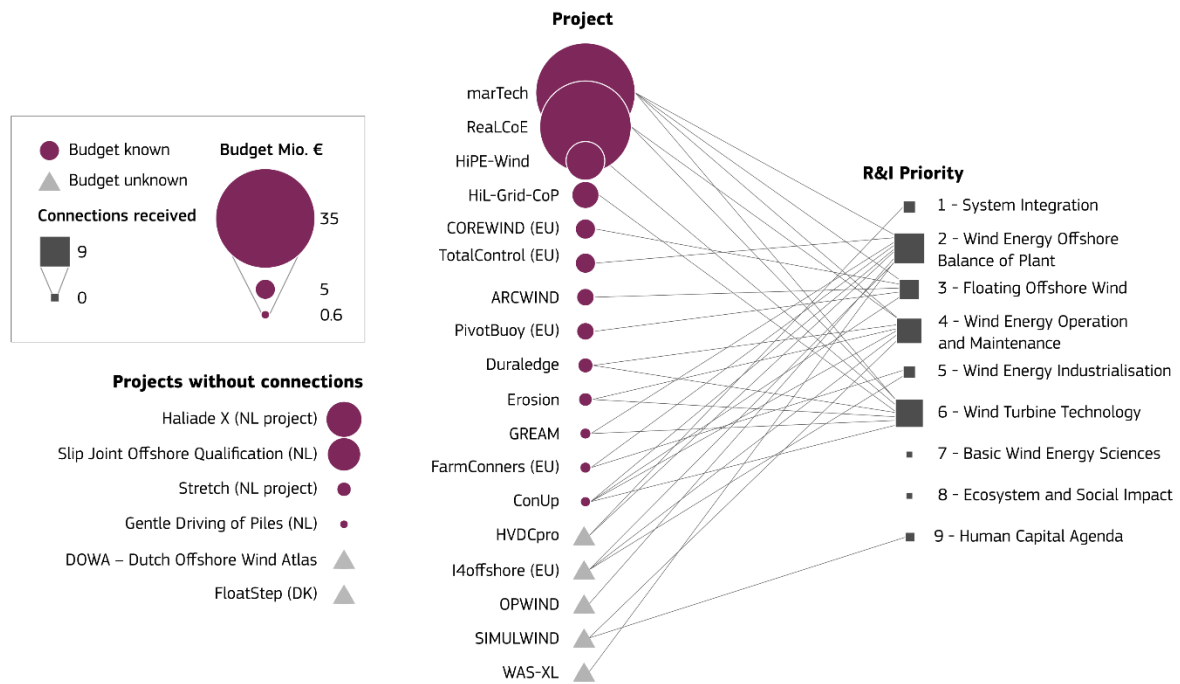 Project
marTech
ReaLCoE
HiPE-Wind
HiL-Grid-CoP
COREWIND (EU)
TotalControl (EU)
ARCWIND
PivotBuoy (EU)
Duraledge
Erosion
GREAM
FarmConners (EU)
ConUp
HVDCpro
I4offshore (EU)
OPWIND
SIMULWIND
WAS-XL
Budget known
Budget unknown
Connections received
9
0
Budget Mio. €
35
5
0.6
Projects without connections
Haliade X (NL project)
Slip Joint Offshore Qualification (NL)
Stretch (NL project)
Gentle Driving of Piles (NL)
DOWA – Dutch Offshore Wind Atlas
FloatStep (DK)
R&I Priority
1 - System Integration
2 - Wind Energy Offshore
Balance of Plant
3 - Floating Offshore Wind
4 - Wind Energy Operation
and Maintenance
5 - Wind Energy Industrialisation
6 - Wind Turbine Technology
7 - Basic Wind Energy Sciences
8 - Ecosystem and Social Impact
9 - Human Capital Agenda